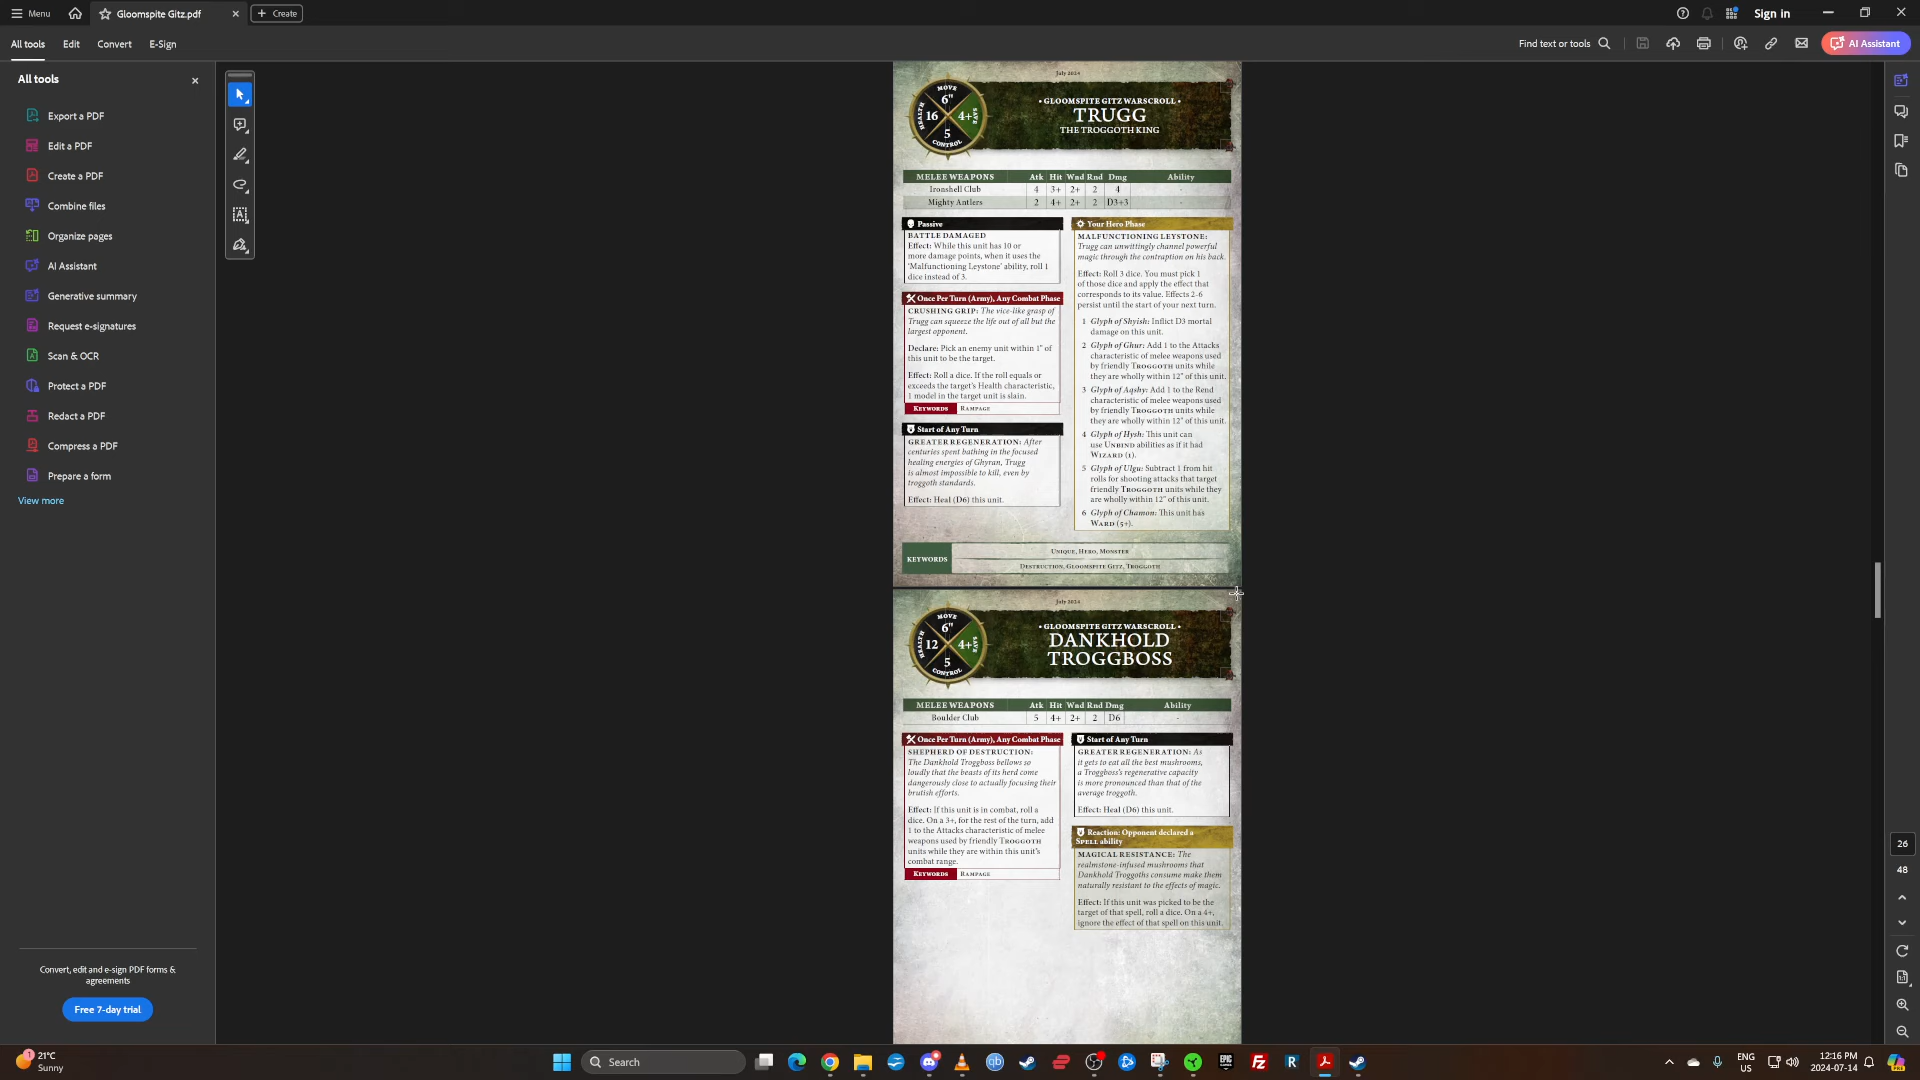 Menu
Gloomspite Gitz.pdf
Create
Sign in
All tools
Edit
Convert
E-Sign
Find text or tools
AI Assistant
All tools
Export a PDF
Edit a PDF
Create a PDF
Combine files
Organize pages
AI Assistant
Generative summary
Request e-signatures
Scan & OCR
Protect a PDF
Redact a PDF
Compress a PDF
Prepare a form
View more
Convert, edit and e-sign PDF forms &
agreements
Free 7-day trial
July 2024
MOVE
6"
HEALTH
16
4+
SAVE
5
CONTROL
• GLOOMSPITE GITZ WARSCROLL •
TRUGG
THE TROGGOTH KING
MELEE WEAPONS Atk Hit Wnd Rnd Dmg Ability
Ironshell Club 4 3+ 2+ 2 4 -
Mighty Antlers 2 4+ 2+ 2 D3+3 -
Passive
BATTLE DAMAGED
Effect: While this unit has 10 or
more damage points, when it uses the
'Malfunctioning Leystone' ability, roll 1
dice instead of 3.
Once Per Turn (Army), Any Combat Phase
CRUSHING GRIP: The vice-like grasp of
Trugg can squeeze the life out of all but the
largest opponent.
Declare: Pick an enemy unit within 1" of
this unit to be the target.
Effect: Roll a dice. If the roll equals or
exceeds the target's Health characteristic,
1 model in the target unit is slain.
KEYWORDS RAMPAGE
Start of Any Turn
GREATER REGENERATION: After
centuries spent bathing in the focused
healing energies of Ghyran, Trugg
is almost impossible to kill, even by
troggoth standards.
Effect: Heal (D6) this unit.
Your Hero Phase
MALFUNCTIONING LEYSTONE:
Trugg can unwittingly channel powerful
magic through the contraption on his back.
Effect: Roll 3 dice. You must pick 1
of those dice and apply the effect that
corresponds to its value. Effects 2-6
persist until the start of your next turn.
1 Glyph of Shyish: Inflict D3 mortal
damage on this unit.
2 Glyph of Ghur: Add 1 to the Attacks
characteristic of melee weapons used
by friendly TROGGOTH units while
they are wholly within 12" of this unit.
3 Glyph of Aqshy: Add 1 to the Rend
characteristic of melee weapons used
by friendly TROGGOTH units while
they are wholly within 12" of this unit.
4 Glyph of Hysh: This unit can
use UNBIND abilities as if it had
WIZARD (1).
5 Glyph of Ulgu: Subtract 1 from hit
rolls for shooting attacks that target
friendly TROGGOTH units while they
are wholly within 12" of this unit.
6 Glyph of Chamon: This unit has
WARD (5+).
KEYWORDS
UNIQUE, HERO, MONSTER
DESTRUCTION, GLOOMSPITE GITZ, TROGGOTH
July 2024
MOVE
6"
HEALTH
12
4+
SAVE
5
CONTROL
• GLOOMSPITE GITZ WARSCROLL •
DANKHOLD
TROGGBOSS
MELEE WEAPONS Atk Hit Wnd Rnd Dmg Ability
Boulder Club 5 4+ 2+ 2 D6 -
Once Per Turn (Army), Any Combat Phase
SHEPHERD OF DESTRUCTION:
The Dankhold Troggboss bellows so
loudly that the beasts of its herd come
dangerously close to actually focusing their
brutish efforts.
Effect: If this unit is in combat, roll a
dice. On a 3+, for the rest of the turn, add
1 to the Attacks characteristic of melee
weapons used by friendly TROGGOTH
units while they are within this unit's
combat range.
KEYWORDS RAMPAGE
Start of Any Turn
GREATER REGENERATION: As
it gets to eat all the best mushrooms,
a Troggboss's regenerative capacity
is more pronounced than that of the
average troggoth.
Effect: Heal (D6) this unit.
Reaction: Opponent declared a
SPELL ability
MAGICAL RESISTANCE: The
realmstone-infused mushrooms that
Dankhold Troggoths consume make them
naturally resistant to the effects of magic.
Effect: If this unit was picked to be the
target of that spell, roll a dice. On a 4+,
ignore the effect of that spell on this unit.
26
48
1
21°C
Sunny
Search
ENG
US
12:16 PM
2024-07-14